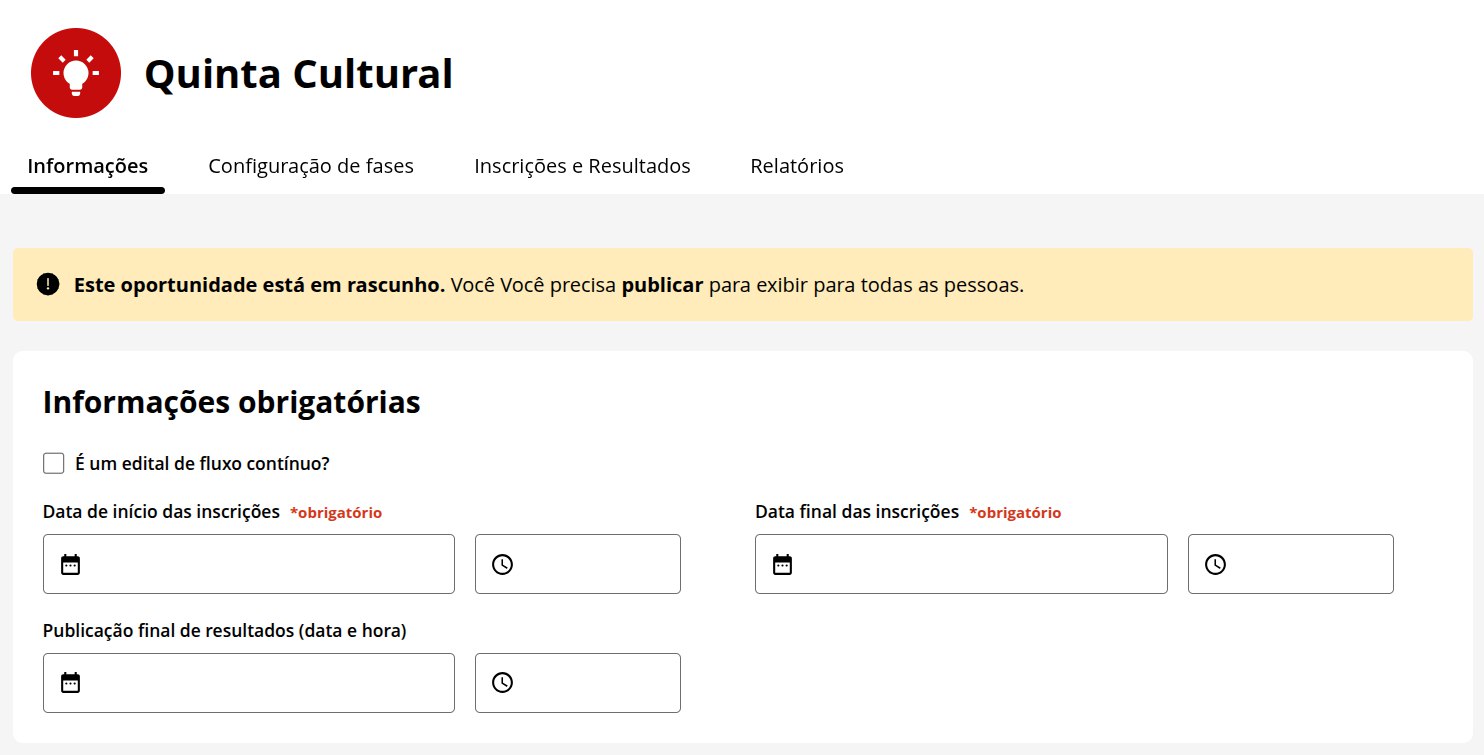 Quinta Cultural
Informações Configuração de fases Inscrições e Resultados Relatórios
Este oportunidade está em rascunho. Você Você precisa publicar para exibir para todas as pessoas.
Informações obrigatórias
É um edital de fluxo contínuo?
Data de início das inscrições *obrigatório Data final das inscrições *obrigatório
Publicação final de resultados (data e hora)